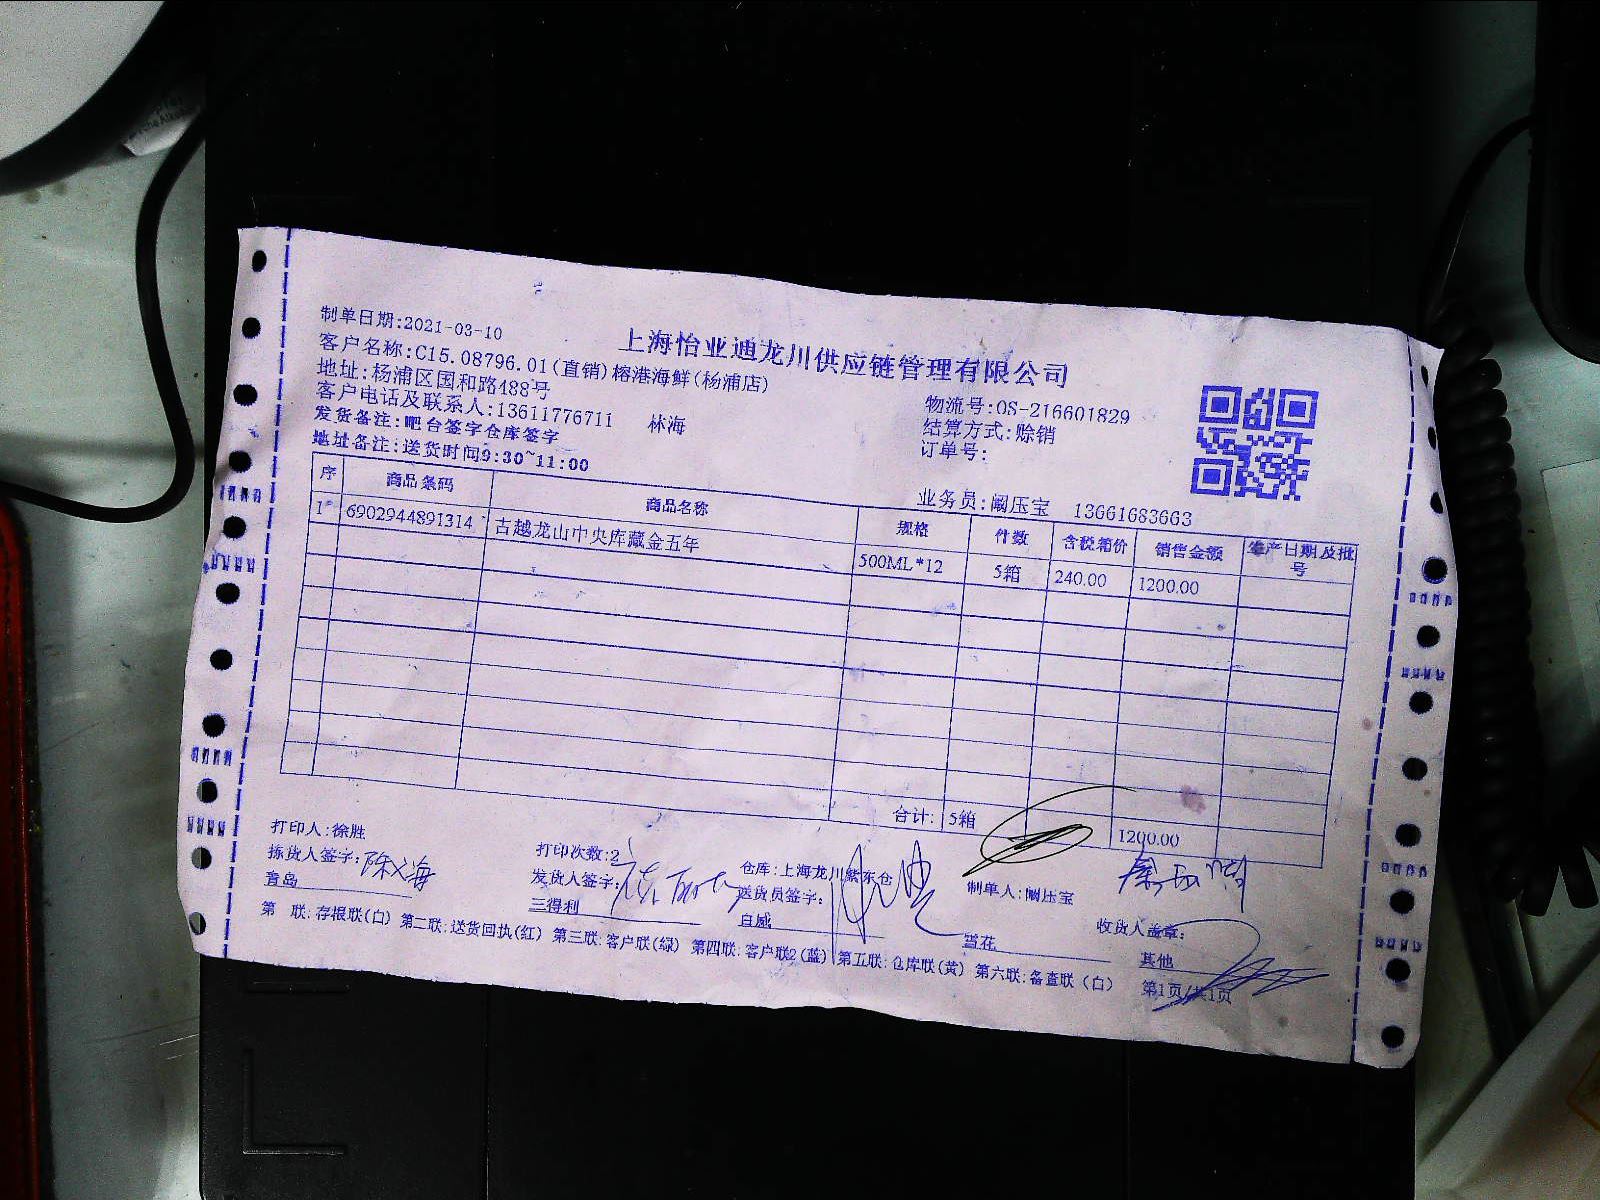 上海怡亚通龙川供应链管理有限公司
制单日期:2021-03-10
客户名称:C15.08796.01(直销)榕港海鲜(杨浦店)
地址:杨浦区国和路488号
客户电话及联系人:13611776711 林海
发货备注:吧台签字仓库签字
地址备注:送货时间9:30~11:00
物流号:OS-216601829
结算方式:赊销
订单号:
业务员:阚压宝 13661683663
序 商品条码 商品名称 规格 件数 含税箱价 销售金额 生产日期及批号
1 6902944891314 古越龙山中央库藏金五年 500ML*12 5箱 240.00 1200.00
合计: 5箱 1200.00
打印人:徐胜 打印次数:2 仓库:上海龙川紫东仓 制单人:阚压宝
拣货人签字: 发货人签字: 送货员签字: 收货人盖章:
青岛 三得利 百威 雪花 其他
第 联:存根联(白) 第二联:送货回执(红) 第三联:客户联(绿) 第四联:客户联2(蓝) 第五联:仓库联(黄) 第六联:备查联(白) 第1页/共1页